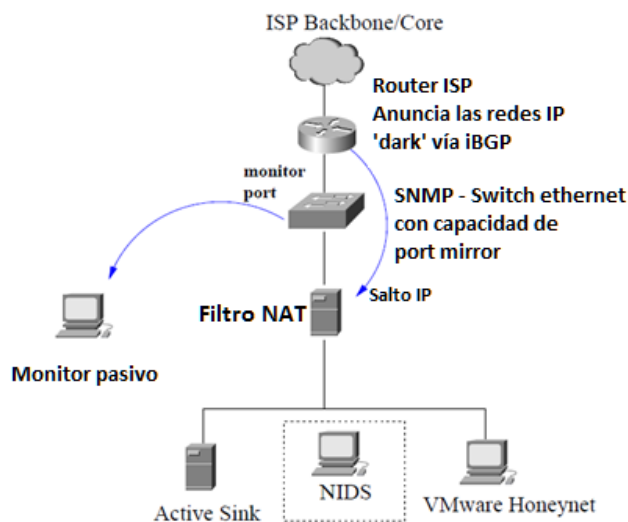 ISP Backbone/Core
Router ISP
Anuncia las redes IP
'dark' vía iBGP
monitor
port
SNMP - Switch ethernet
con capacidad de
port mirror
Salto IP
Filtro NAT
Monitor pasivo
Active Sink
NIDS
VMware Honeynet